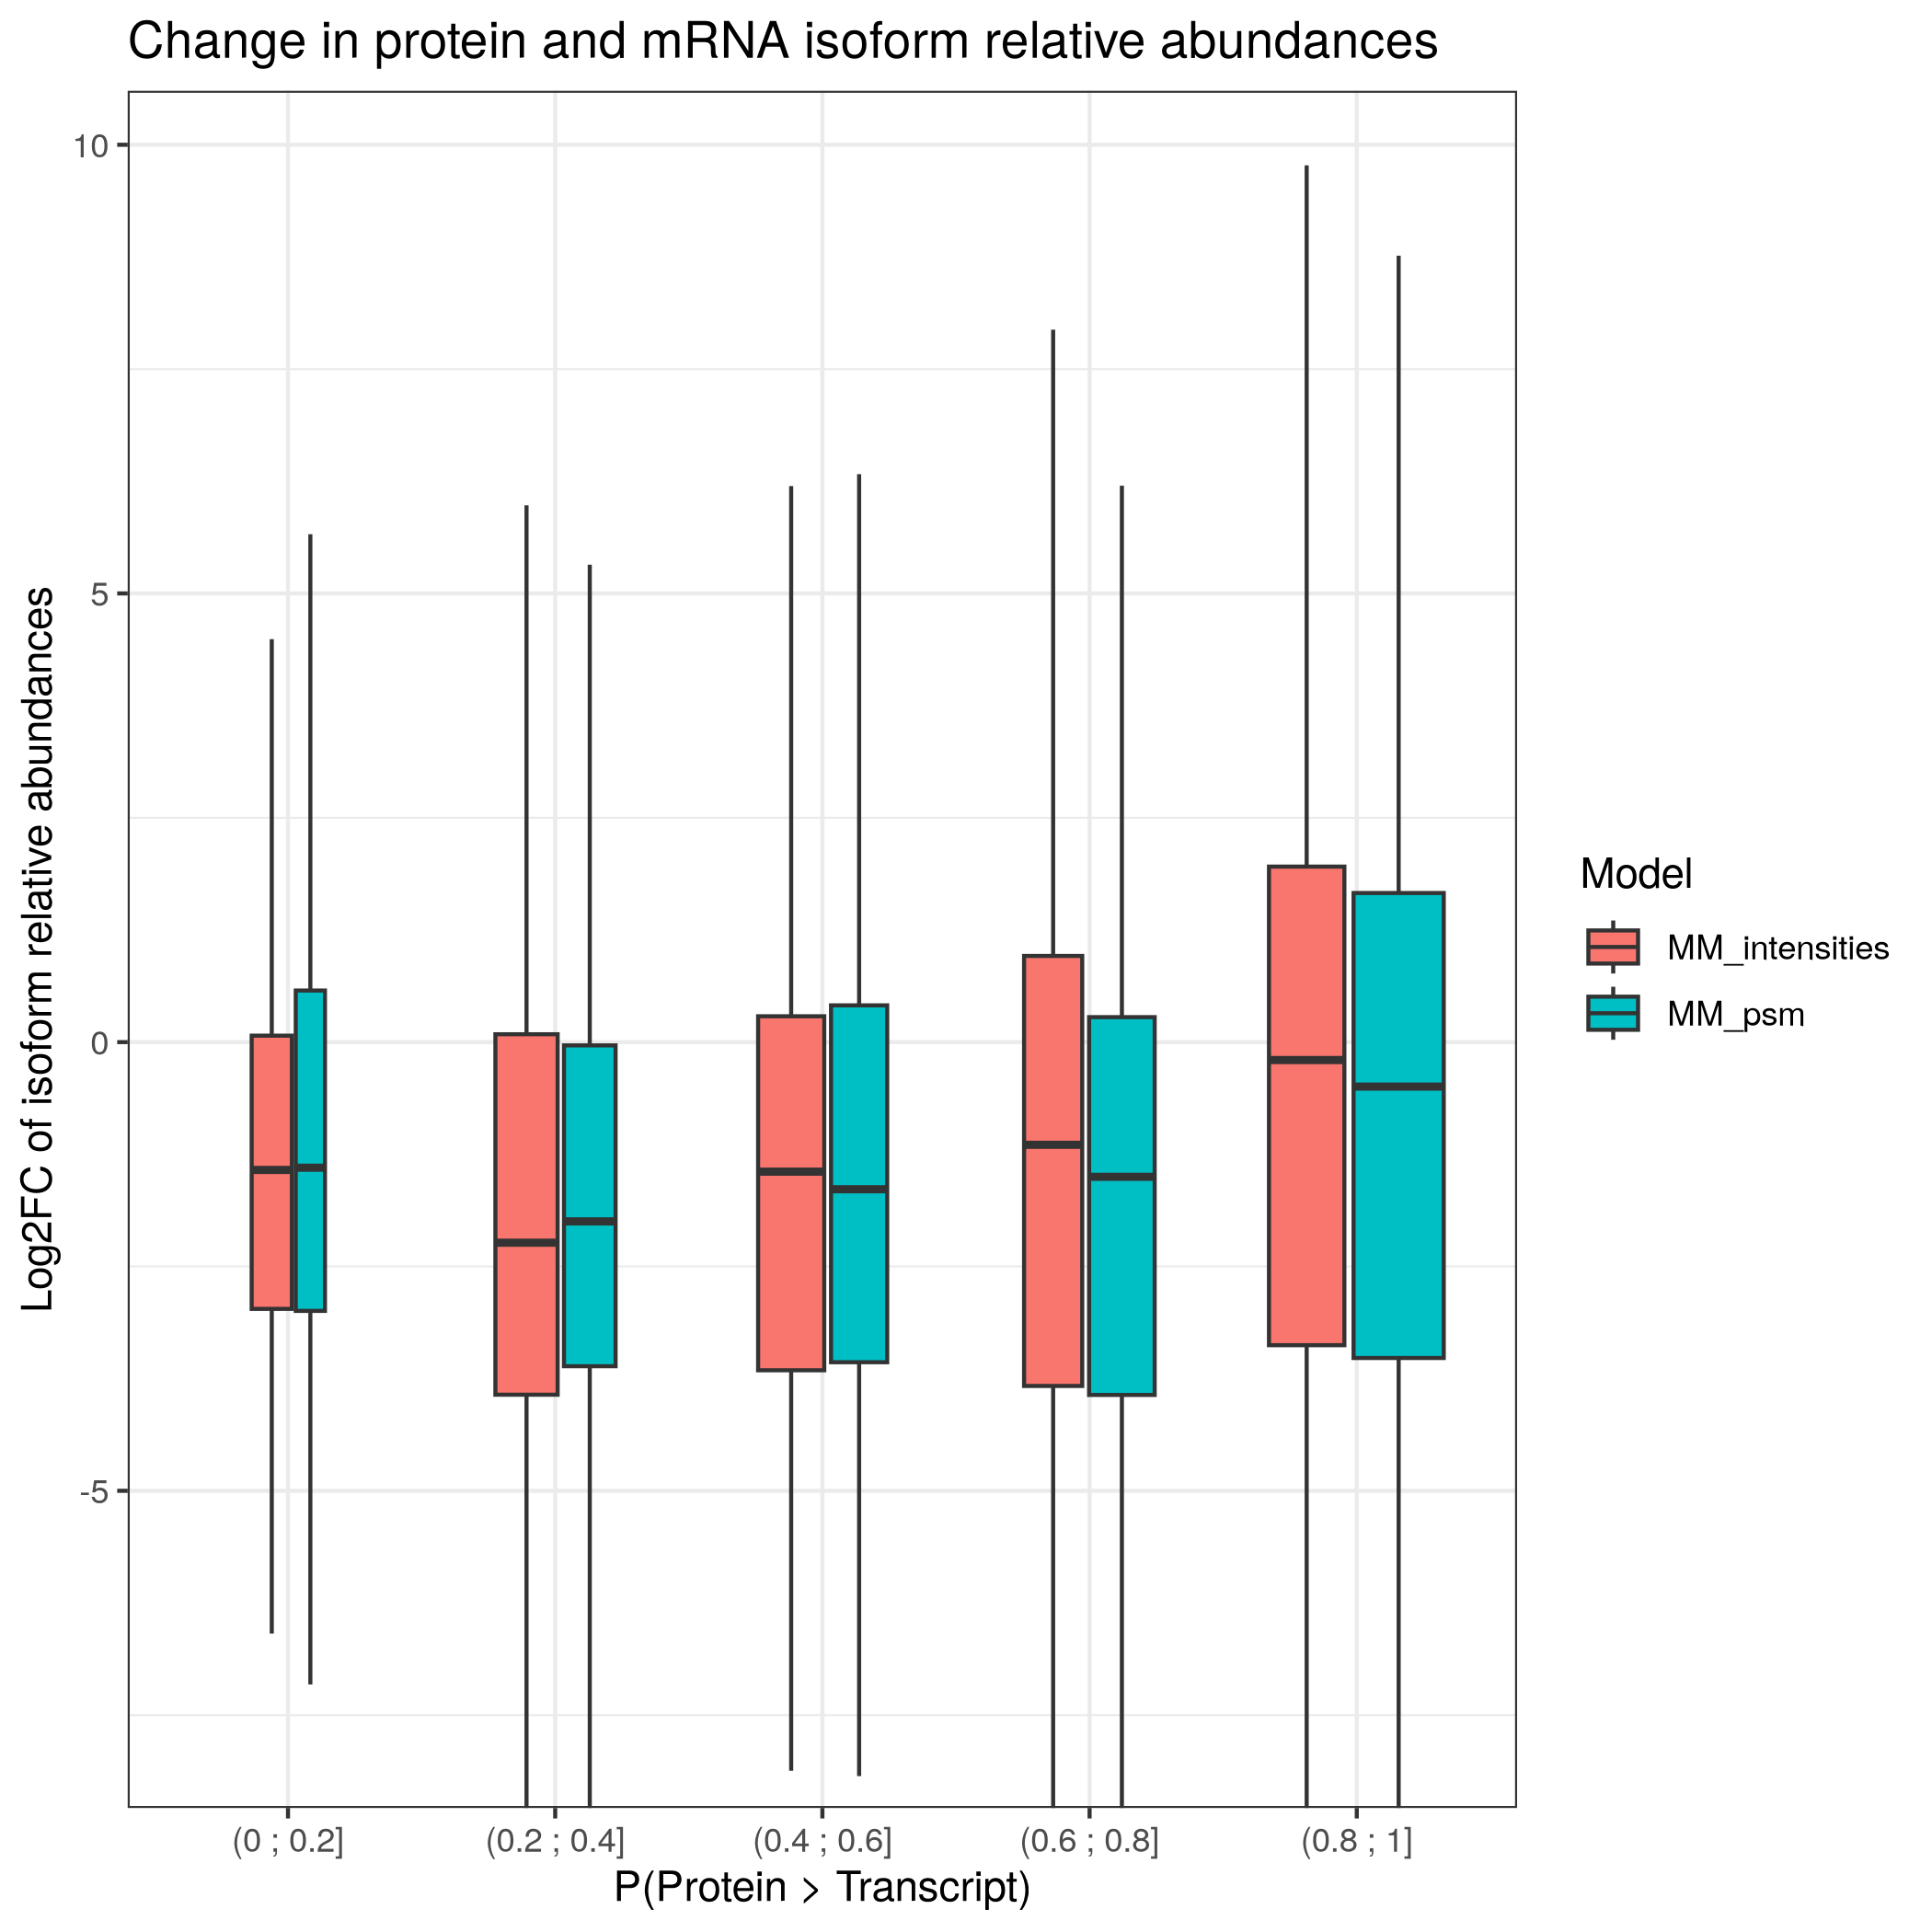 Change in protein and mRNA isoform relative abundances
Log2FC of isoform relative abundances
10
5
0
-5
(0 ; 0.2]
(0.2 ; 0.4]
(0.4 ; 0.6]
(0.6 ; 0.8]
(0.8 ; 1]
P(Protein > Transcript)
Model
MM_intensities
MM_psm